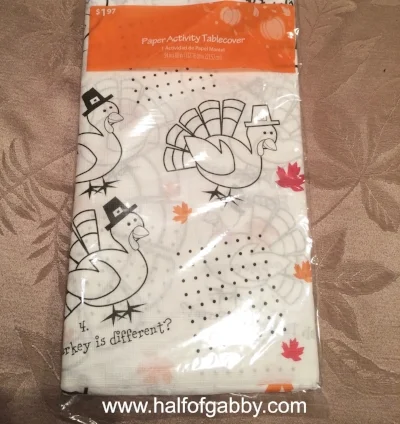 $1.97
Paper Activity Tablecover
4.
rkey is different?
www.halfofgabby.com